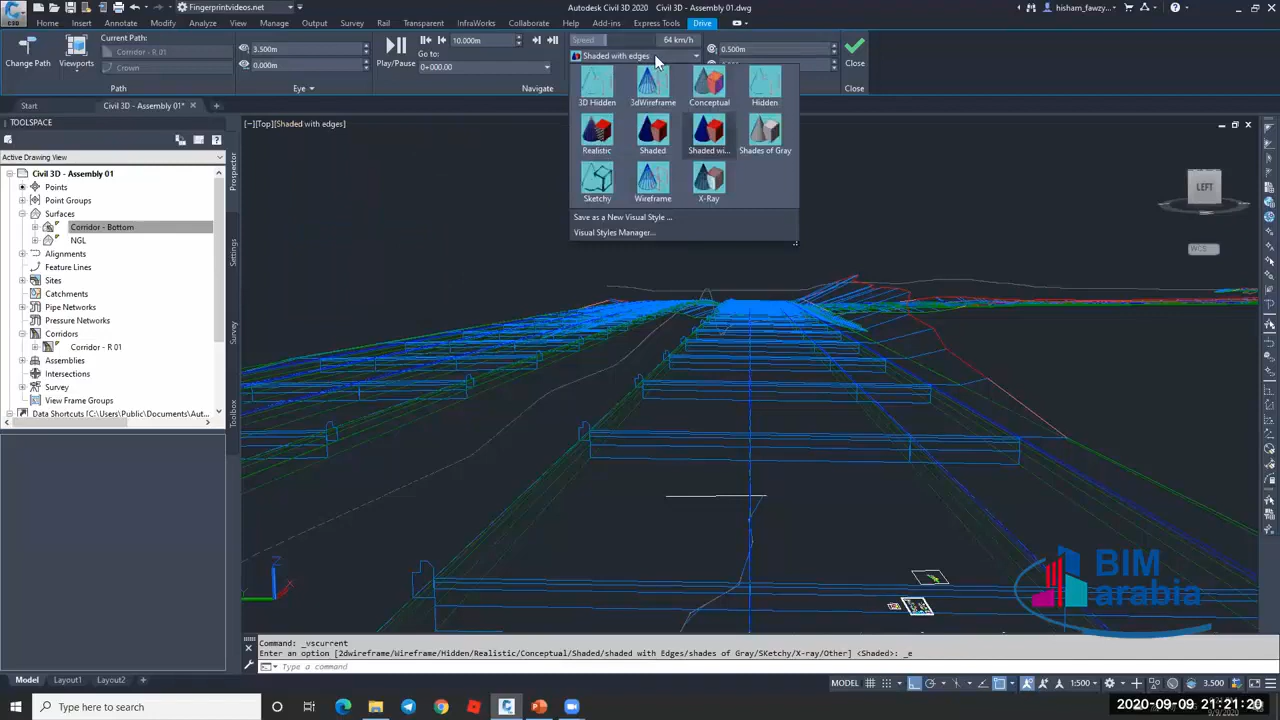 Fingerprintvideos.net
Autodesk Civil 3D 2020
Civil 3D - Assembly 01.dwg
hisham_fawzy...
Home
Insert
Annotate
Modify
Analyze
View
Manage
Output
Survey
Rail
Transparent
InfraWorks
Collaborate
Help
Add-ins
Express Tools
Drive
Current Path:
Corridor - R 01
Crown
Change Path
Viewports
Path
3.500m
0.000m
Eye
Play/Pause
10.000m
Go to:
0+000.00
Navigate
Speed
64 km/h
Shaded with edges
0.500m
Close
Close
3D Hidden
3dWireframe
Conceptual
Hidden
Realistic
Shaded
Shaded wi...
Shades of Gray
Sketchy
Wireframe
X-Ray
Save as a New Visual Style ...
Visual Styles Manager...
Start
Civil 3D - Assembly 01*
TOOLSPACE
Active Drawing View
Civil 3D - Assembly 01
Points
Point Groups
Surfaces
Corridor - Bottom
NGL
Alignments
Feature Lines
Sites
Catchments
Pipe Networks
Pressure Networks
Corridors
Corridor - R 01
Assemblies
Intersections
Survey
View Frame Groups
Data Shortcuts [C:\Users\Public\Documents\Aut...
Prospector
Settings
Survey
Toolbox
[−][Top][Shaded with edges]
LEFT
WCS
Z
X
BIM
arabia
Command: _vscurrent
Enter an option [2dwireframe/Wireframe/Hidden/Realistic/Conceptual/Shaded/shaded with Edges/shades of Gray/SKetchy/X-ray/Other] <Shaded>: _e
Type a command
Model
Layout1
Layout2
MODEL
1:500
3.500
Type here to search
2020-09-09 21:21:20